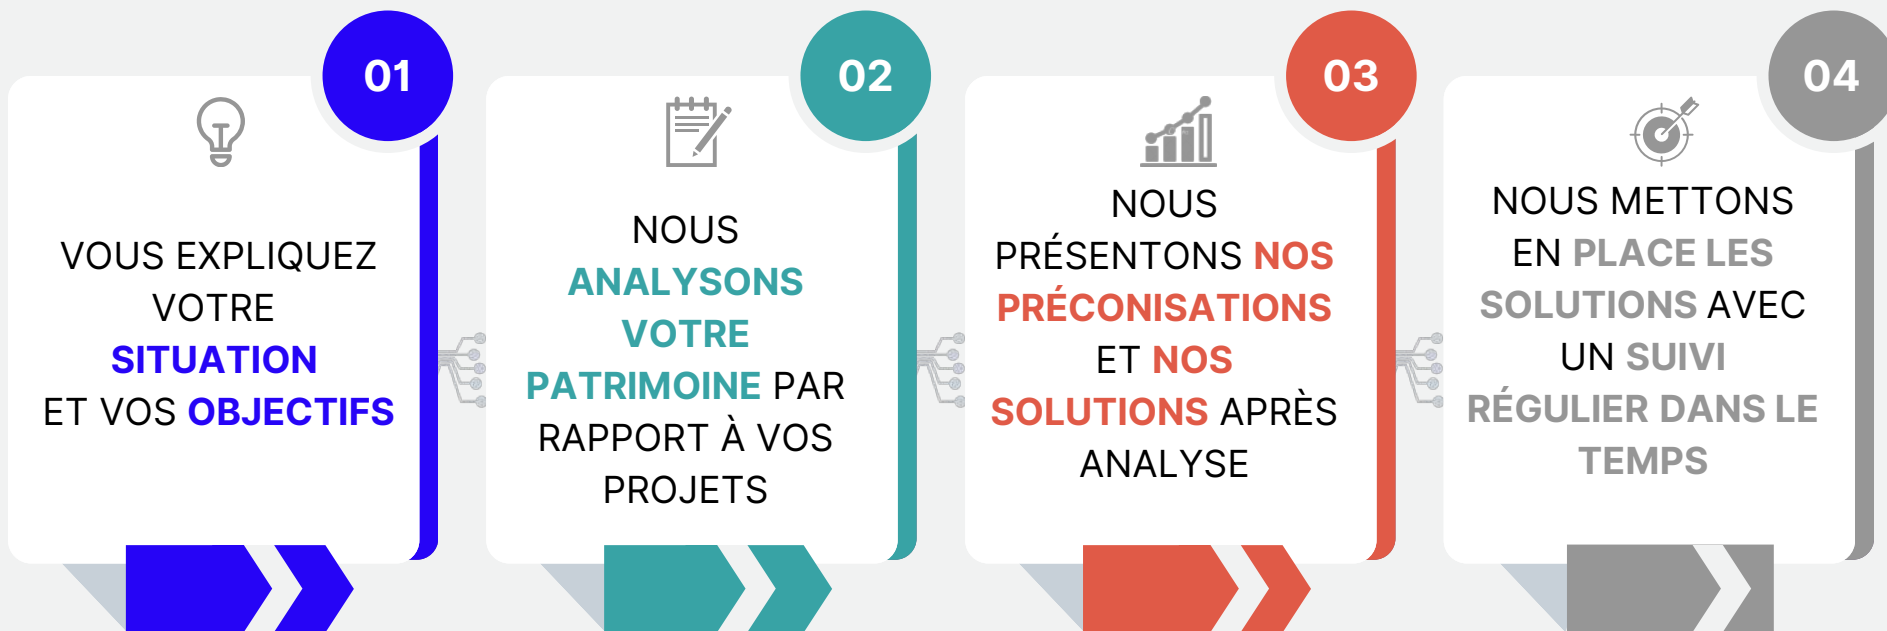 01
VOUS EXPLIQUEZ
VOTRE
SITUATION
ET VOS OBJECTIFS
02
NOUS
ANALYSONS
VOTRE
PATRIMOINE PAR
RAPPORT À VOS
PROJETS
03
NOUS
PRÉSENTONS NOS
PRÉCONISATIONS
ET NOS
SOLUTIONS APRÈS
ANALYSE
04
NOUS METTONS
EN PLACE LES
SOLUTIONS AVEC
UN SUIVI
RÉGULIER DANS LE
TEMPS